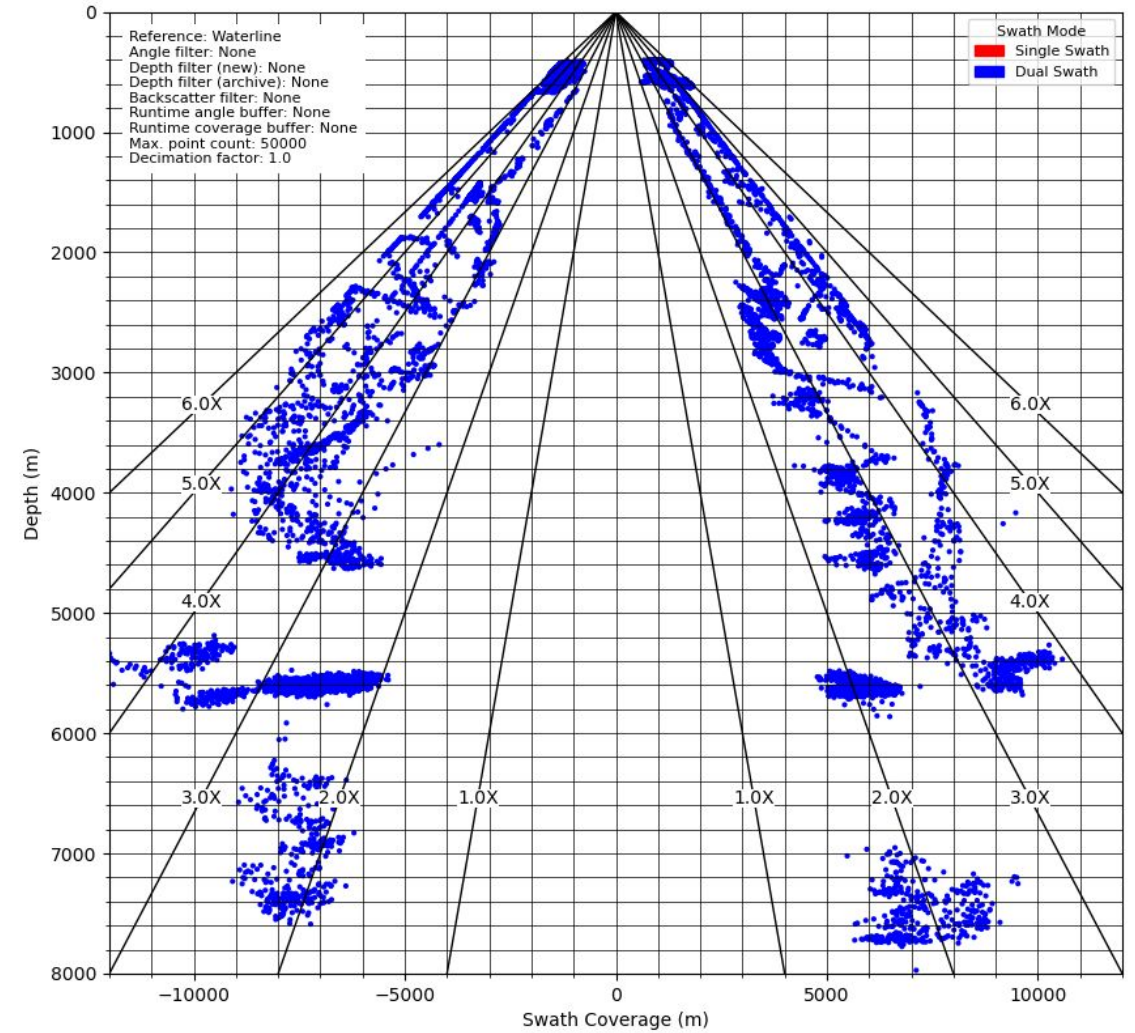 0
Reference: Waterline
Angle filter: None
Depth filter (new): None
Depth filter (archive): None
Backscatter filter: None
Runtime angle buffer: None
Runtime coverage buffer: None
Max. point count: 50000
Decimation factor: 1.0
Swath Mode
Single Swath
Dual Swath
1000
2000
3000
6.0X
6.0X
5.0X
5.0X
4000
Depth (m)
4.0X
4.0X
5000
6000
3.0X
2.0X
1.0X
1.0X
2.0X
3.0X
7000
8000
−10000
−5000
0
5000
10000
Swath Coverage (m)